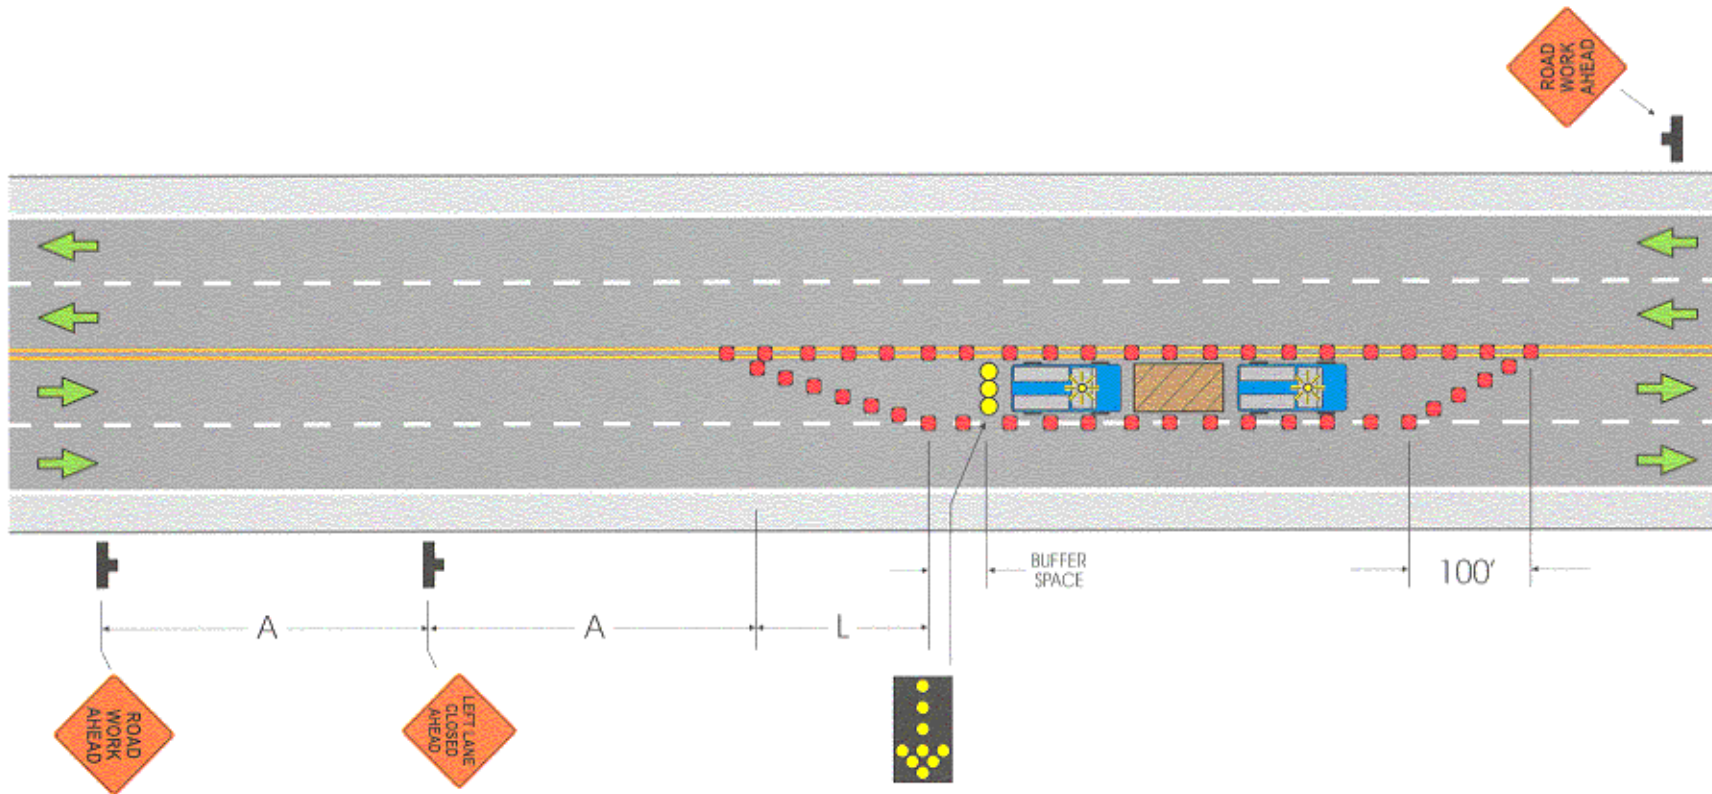 ROAD
WORK
AHEAD
BUFFER
SPACE
100'
A
A
L
ROAD
WORK
AHEAD
LEFT LANE
CLOSED
AHEAD